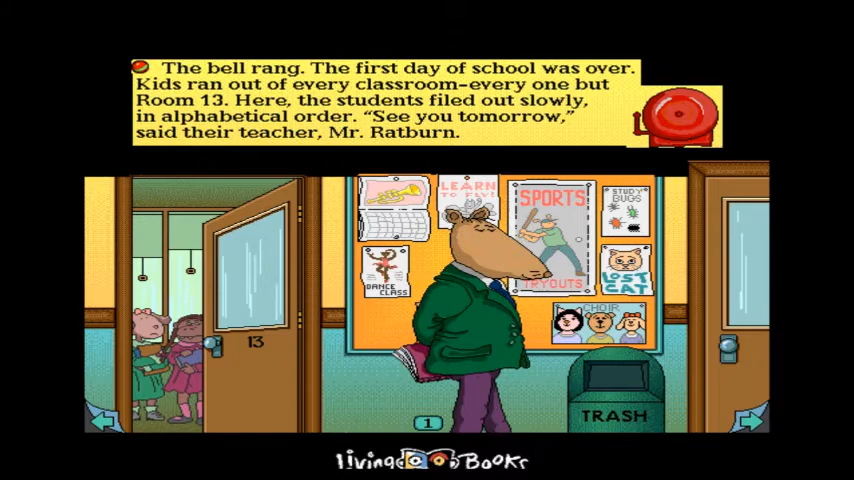 The bell rang. The first day of school was over.
Kids ran out of every classroom-every one but
Room 13. Here, the students filed out slowly,
in alphabetical order. “See you tomorrow,”
said their teacher, Mr. Ratburn.
LEARN
TO FLY!
SPORTS
TRYOUTS
STUDY
BUGS
DANCE
CLASS
LOST
CAT
CHOIR
13
TRASH
1
Living Books